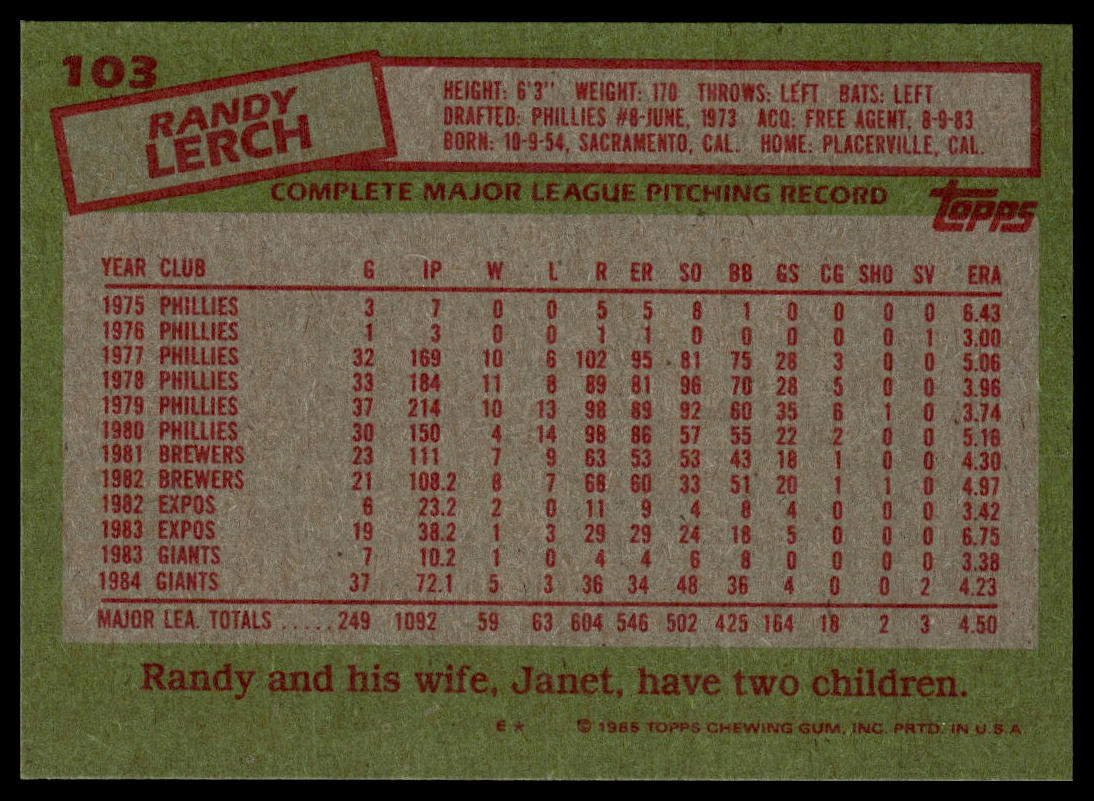 103
RANDY
LERCH
HEIGHT: 6'3" WEIGHT: 170 THROWS: LEFT BATS: LEFT
DRAFTED: PHILLIES #8-JUNE, 1973 ACQ: FREE AGENT, 8-9-83
BORN: 10-9-54, SACRAMENTO, CAL. HOME: PLACERVILLE, CAL.
COMPLETE MAJOR LEAGUE PITCHING RECORD
topps
YEAR CLUB G IP W L R ER SO BB GS CG SHO SV ERA
1975 PHILLIES 3 7 0 0 5 5 8 1 0 0 0 0 6.43
1976 PHILLIES 1 3 0 0 1 1 0 0 0 0 0 1 3.00
1977 PHILLIES 32 169 10 6 102 95 81 75 28 3 0 0 5.06
1978 PHILLIES 33 184 11 8 89 81 96 70 28 5 0 0 3.96
1979 PHILLIES 37 214 10 13 98 89 92 60 35 6 1 0 3.74
1980 PHILLIES 30 150 4 14 98 86 57 55 22 2 0 0 5.16
1981 BREWERS 23 111 7 9 63 53 53 43 18 1 0 0 4.30
1982 BREWERS 21 108.2 8 7 68 60 33 51 20 1 1 0 4.97
1982 EXPOS 6 23.2 2 0 11 9 4 8 4 0 0 0 3.42
1983 EXPOS 19 38.2 1 3 29 29 24 18 5 0 0 0 6.75
1983 GIANTS 7 10.2 1 0 4 4 6 8 0 0 0 0 3.38
1984 GIANTS 37 72.1 5 3 36 34 48 36 4 0 0 2 4.23
MAJOR LEA. TOTALS .....249 1092 59 63 604 546 502 425 164 18 2 3 4.50
Randy and his wife, Janet, have two children.
E* © 1985 TOPPS CHEWING GUM, INC. PRTD. IN U.S.A.